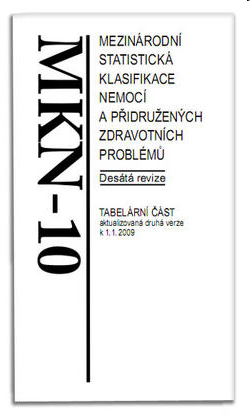 MKN-10
MEZINÁRODNÍ
STATISTICKÁ
KLASIFIKACE
NEMOCÍ
A PŘIDRUŽENÝCH
ZDRAVOTNÍCH
PROBLÉMŮ
Desátá revize
TABELÁRNÍ ČÁST
aktualizovaná druhá verze
k 1.1.2009